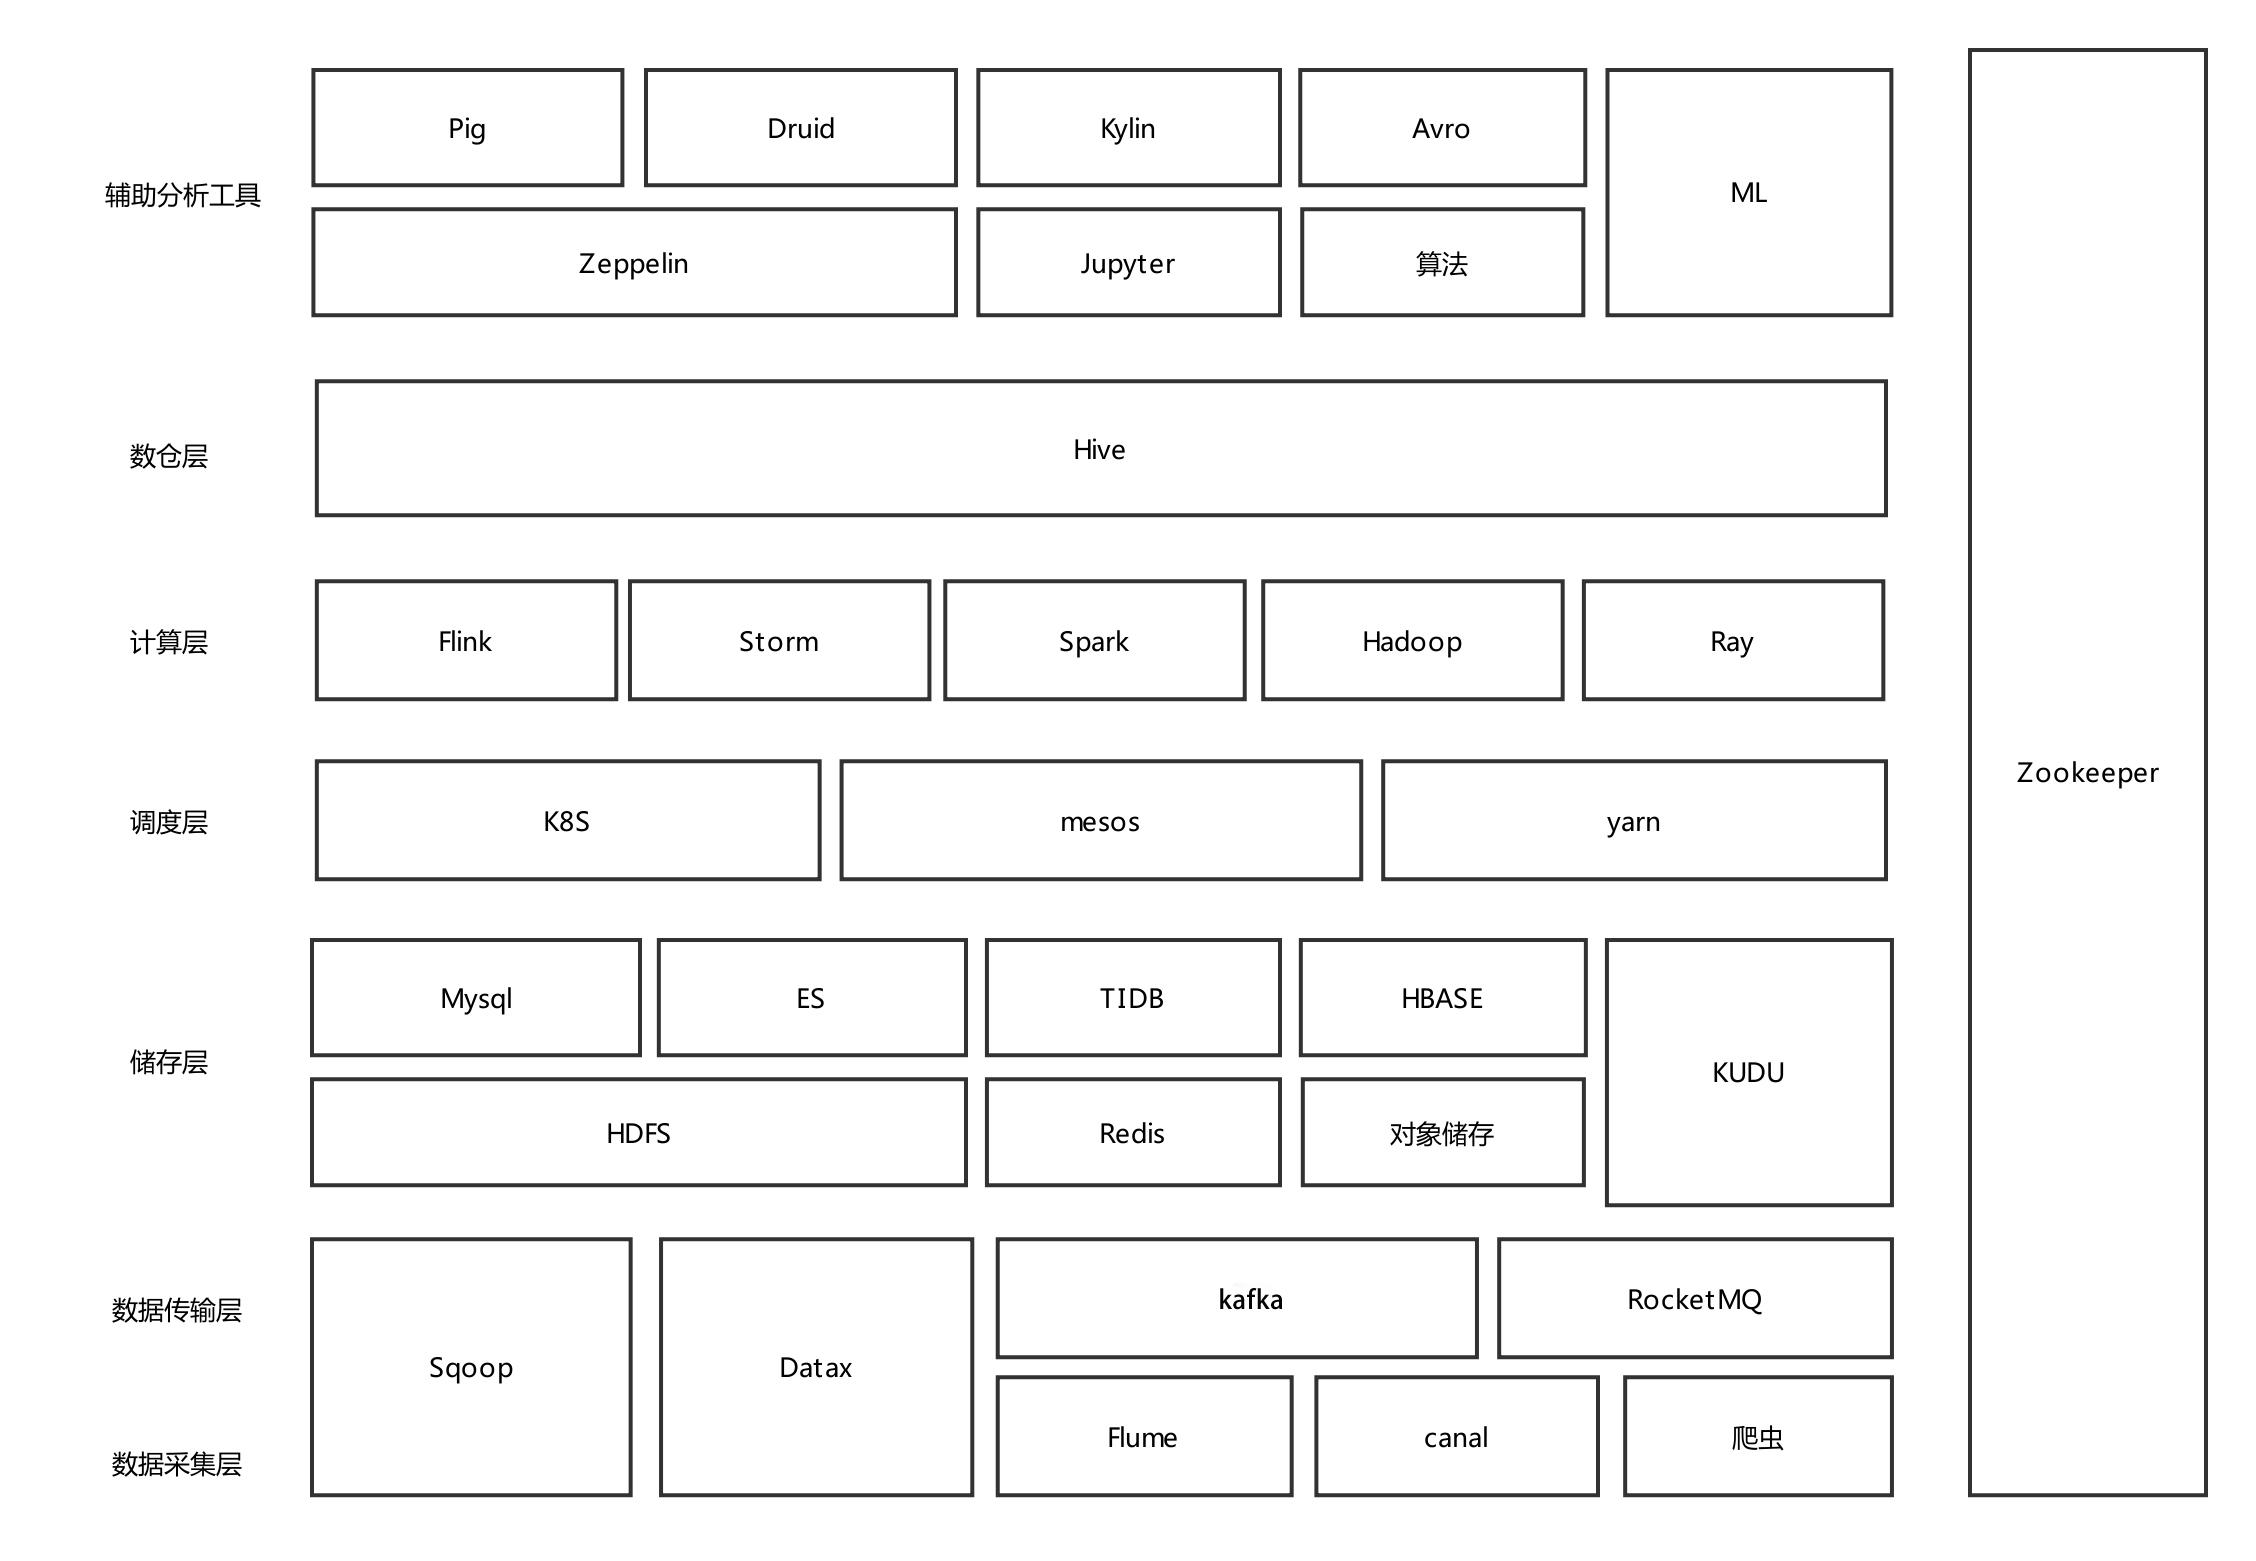 辅助分析工具
Pig
Druid
Kylin
Avro
ML
Zeppelin
Jupyter
算法
数仓层
Hive
计算层
Flink
Storm
Spark
Hadoop
Ray
调度层
K8S
mesos
yarn
储存层
Mysql
ES
TIDB
HBASE
KUDU
HDFS
Redis
对象储存
数据传输层
数据采集层
Sqoop
Datax
kafka
RocketMQ
Flume
canal
爬虫
Zookeeper